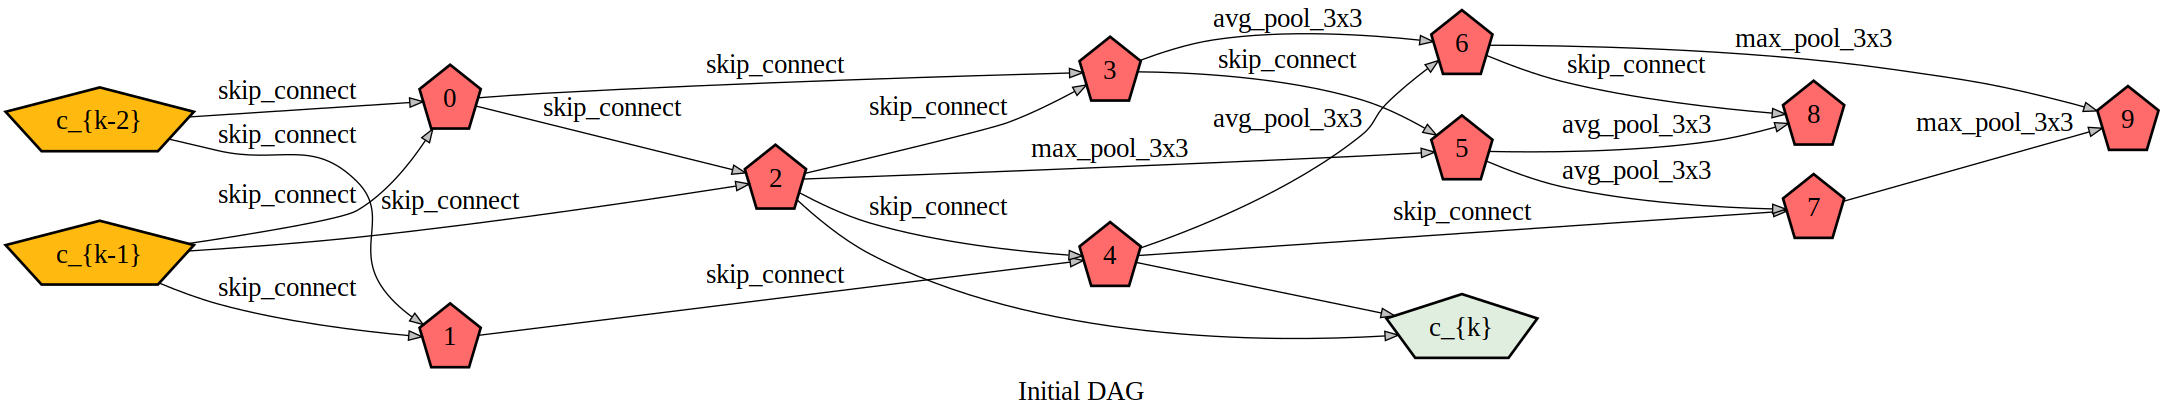 c_{k-2}
c_{k-1}
skip_connect
skip_connect
skip_connect
skip_connect
skip_connect
0
1
skip_connect
skip_connect
skip_connect
2
skip_connect
max_pool_3x3
skip_connect
3
4
avg_pool_3x3
skip_connect
avg_pool_3x3
skip_connect
6
5
c_{k}
max_pool_3x3
skip_connect
avg_pool_3x3
avg_pool_3x3
8
7
max_pool_3x3
9
Initial DAG